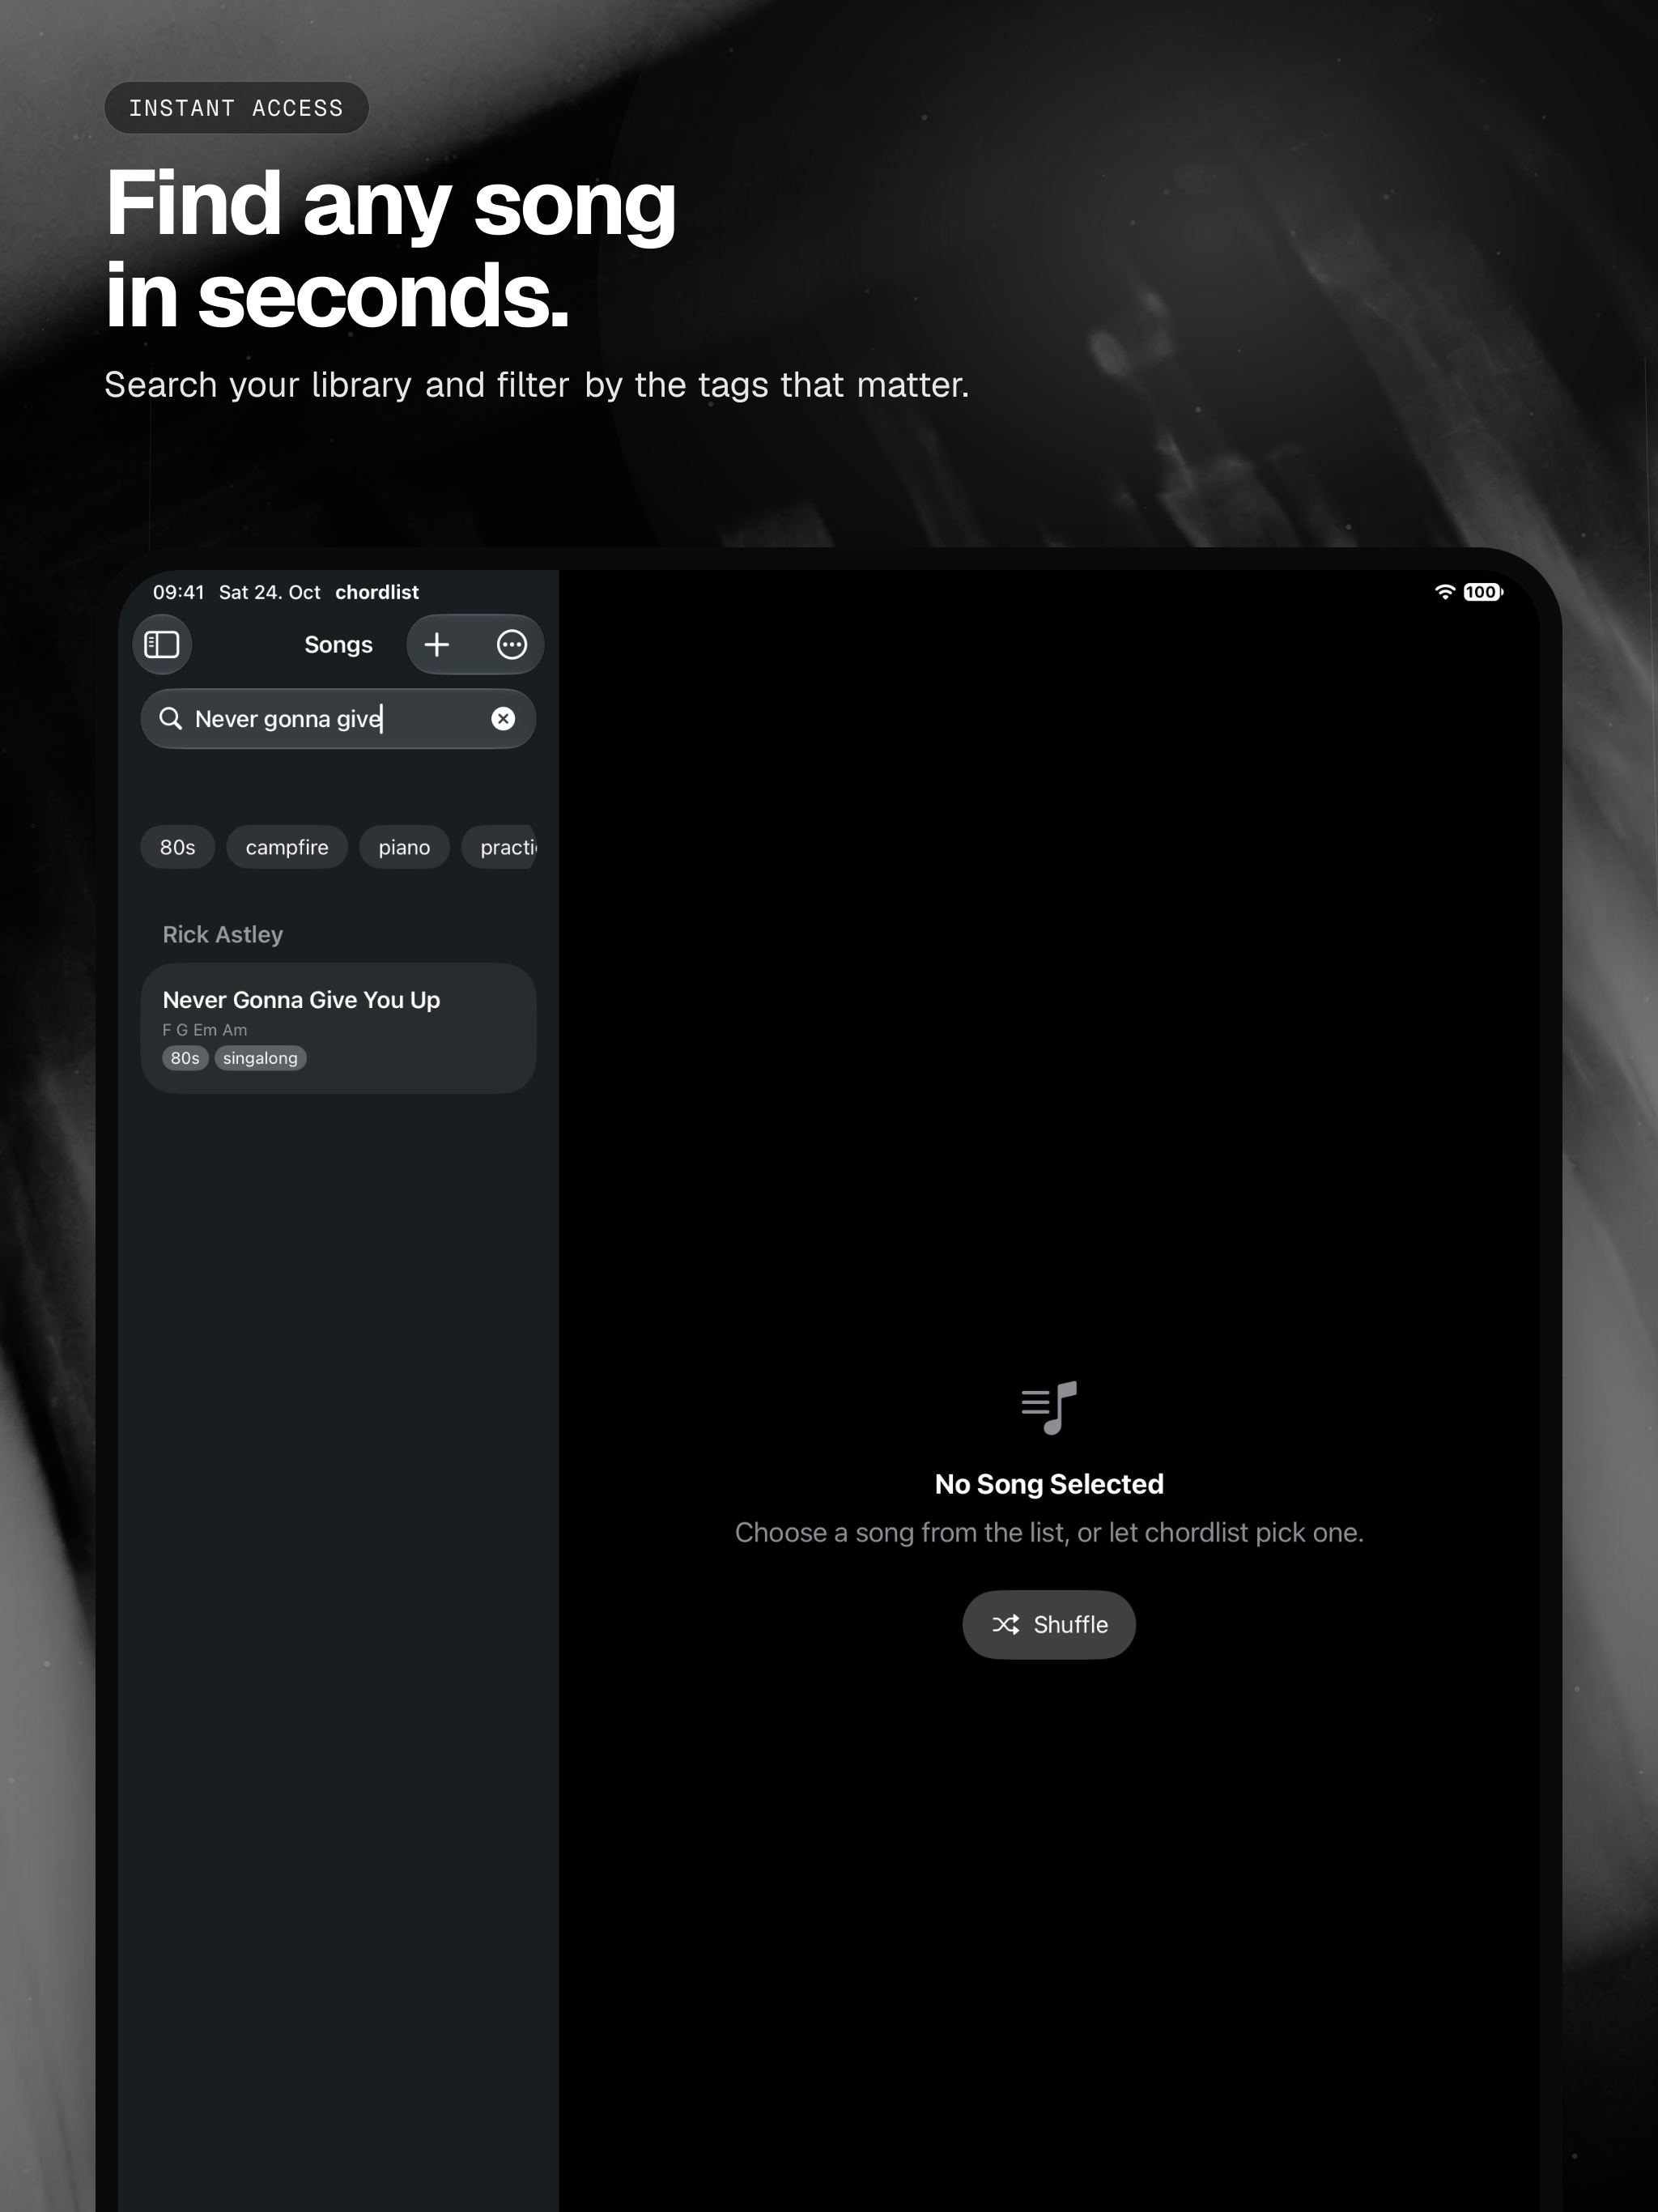 INSTANT ACCESS
Find any song
in seconds.
Search your library and filter by the tags that matter.
09:41 Sat 24. Oct chordlist
100
Songs
Never gonna give
80s campfire piano practi
Rick Astley
Never Gonna Give You Up
F G Em Am
80s singalong
No Song Selected
Choose a song from the list, or let chordlist pick one.
Shuffle